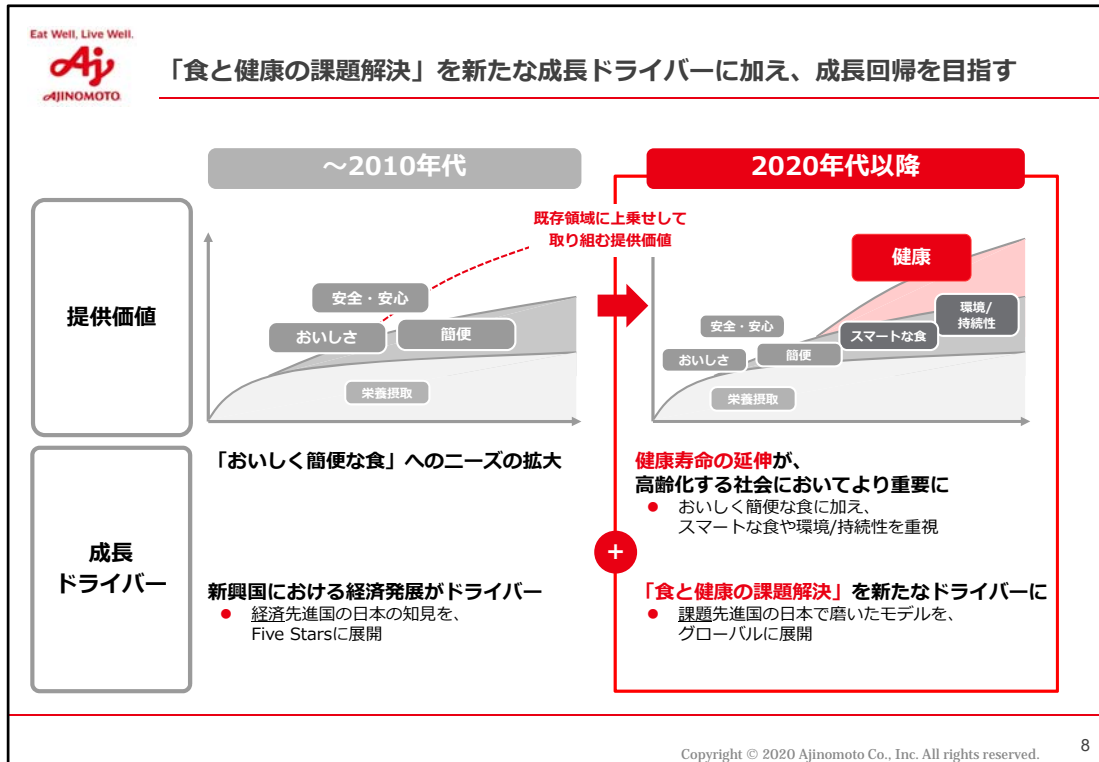 Eat Well, Live Well.
Aj
AJINOMOTO
「食と健康の課題解決」を新たな成長ドライバーに加え、成長回帰を目指す
～2010年代
2020年代以降
提供価値
既存領域に上乗せして
取り組む提供価値
安全・安心
おいしさ
簡便
栄養摂取
健康
環境/
持続性
スマートな食
安全・安心
簡便
おいしさ
栄養摂取
成長
ドライバー
「おいしく簡便な食」へのニーズの拡大
新興国における経済発展がドライバー
● 経済先進国の日本の知見を、
Five Starsに展開
健康寿命の延伸が、
高齢化する社会においてより重要に
● おいしく簡便な食に加え、
スマートな食や環境/持続性を重視
+
「食と健康の課題解決」を新たなドライバーに
● 課題先進国の日本で磨いたモデルを、
グローバルに展開
Copyright © 2020 Ajinomoto Co., Inc. All rights reserved.
8